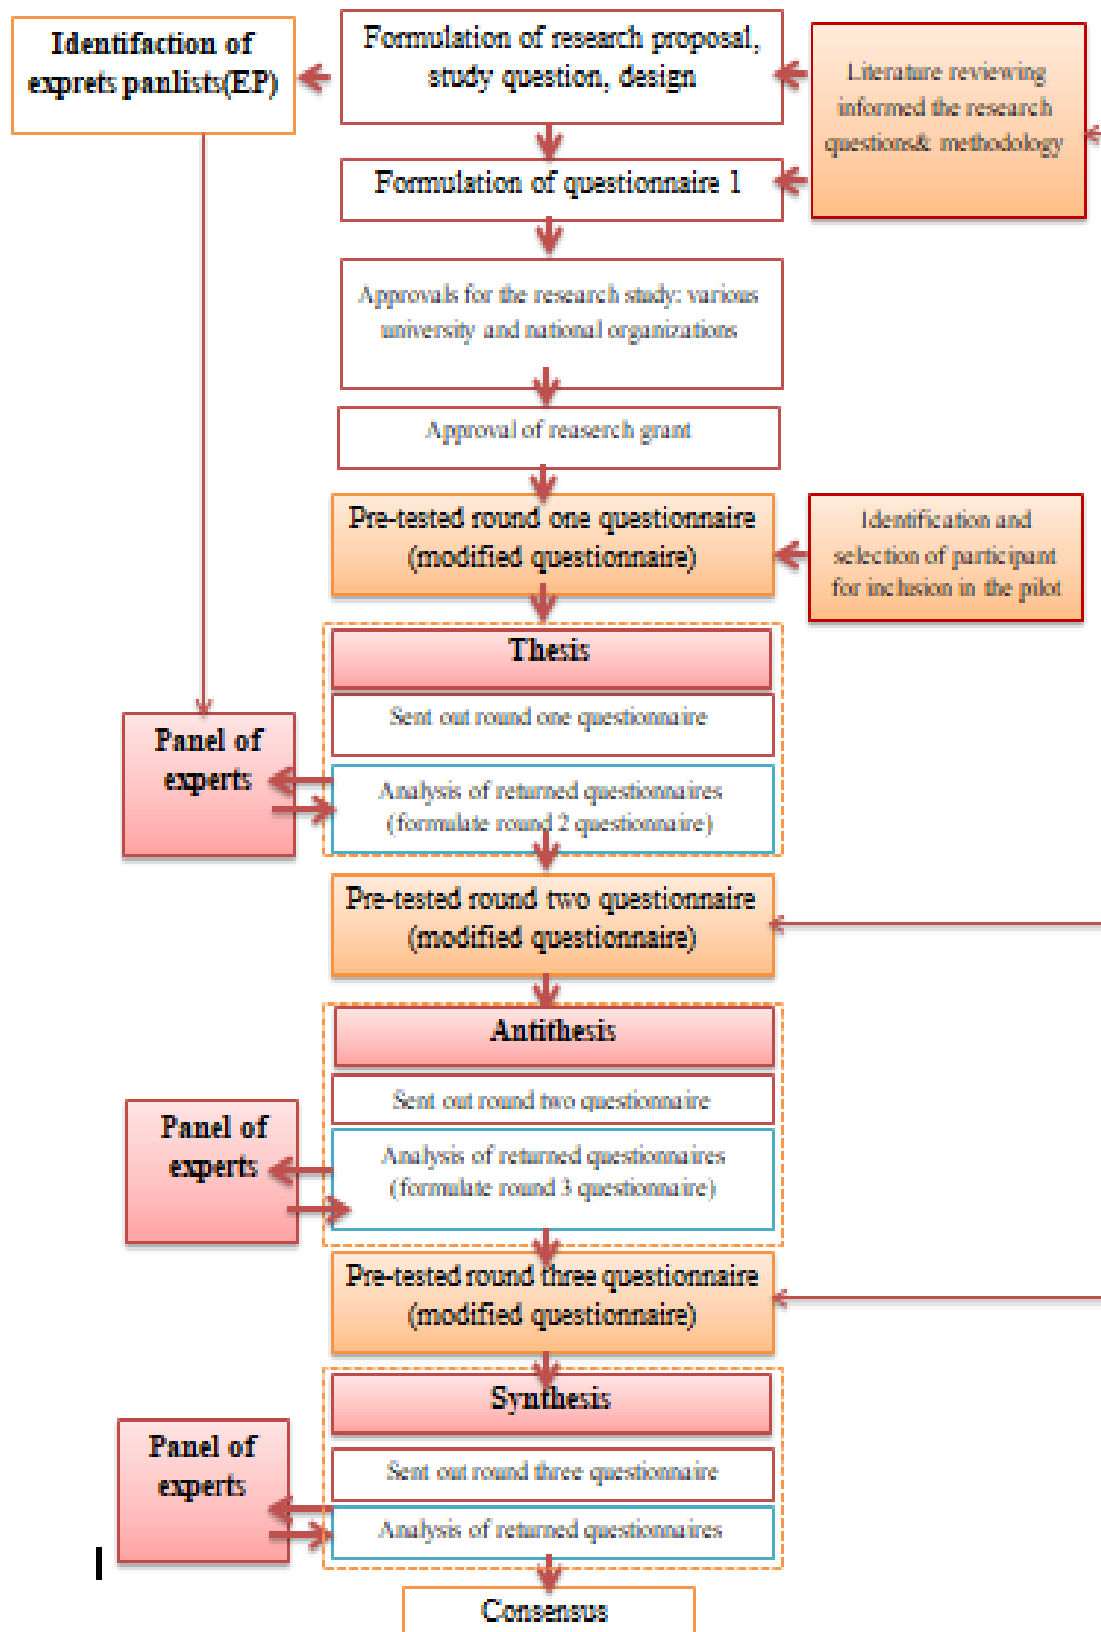 Identifaction of
exprets panlists(EP)
Formulation of research proposal,
study question, design
Literature reviewing
informed the research
questions& methodology
Formulation of questionnaire 1
Approvals for the research study: various
university and national organizations
Approval of reaserch grant
Pre-tested round one questionnaire
(modified questionnaire)
Identification and
selection of participant
for inclusion in the pilot
Thesis
Sent out round one questionnaire
Panel of
experts
Analysis of returned questionnaires
(formulate round 2 questionnaire)
Pre-tested round two questionnaire
(modified questionnaire)
Antithesis
Sent out round two questionnaire
Panel of
experts
Analysis of returned questionnaires
(formulate round 3 questionnaire)
Pre-tested round three questionnaire
(modified questionnaire)
Synthesis
Panel of
experts
Sent out round three questionnaire
Analysis of returned questionnaires
Consensus